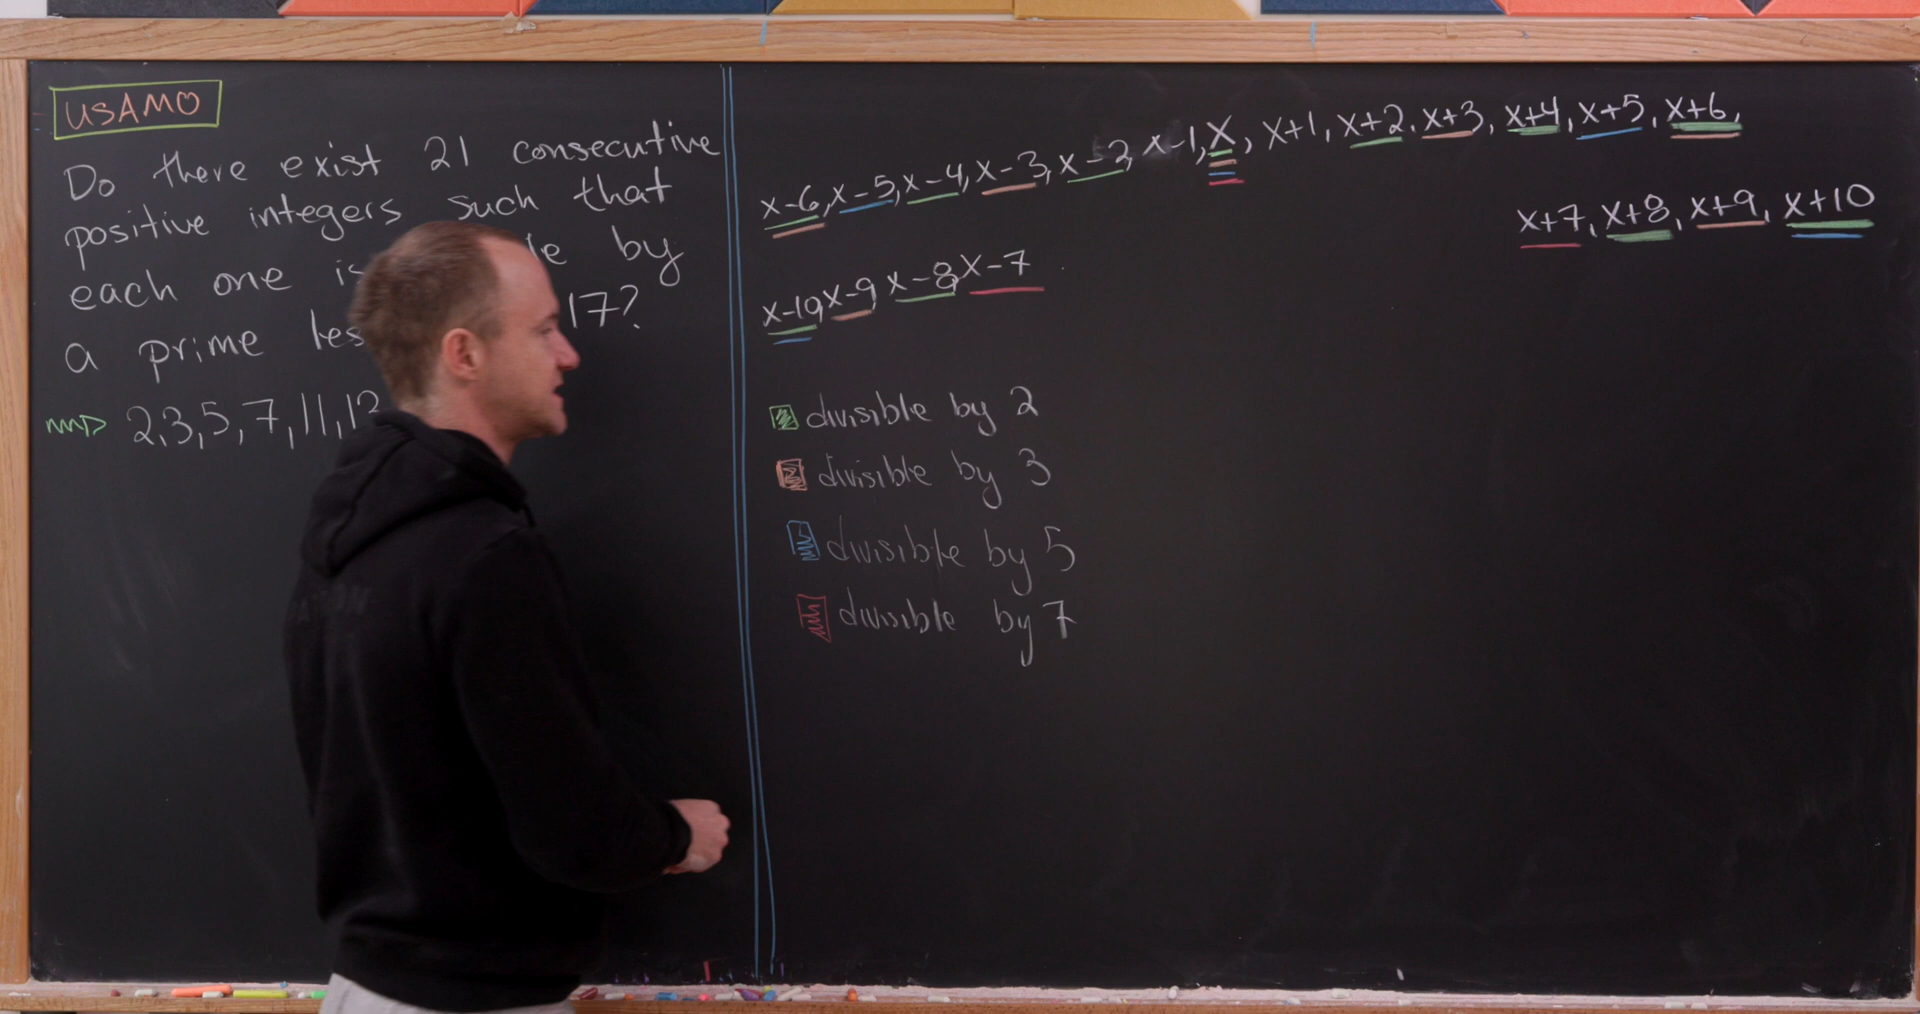 USAMO
Do there exist 21 consecutive
positive integers such that
each one is by
a prime 17?
2,3,5,7,11,13
x-6, x-5, x-4, x-3, x-2, x-1, x, x+1, x+2, x+3, x+4, x+5, x+6,
x+7, x+8, x+9, x+10
x-10, x-9, x-8, x-7
divisible by 2
divisible by 3
divisible by 5
divisible by 7